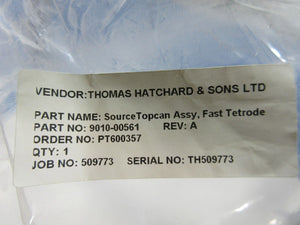 VENDOR:THOMAS HATCHARD & SONS LTD
PART NAME: SourceTopcan Assy, Fast Tetrode
PART NO: 9010-00561 REV: A
ORDER NO: PT600357
QTY: 1
JOB NO: 509773 SERIAL NO: TH509773